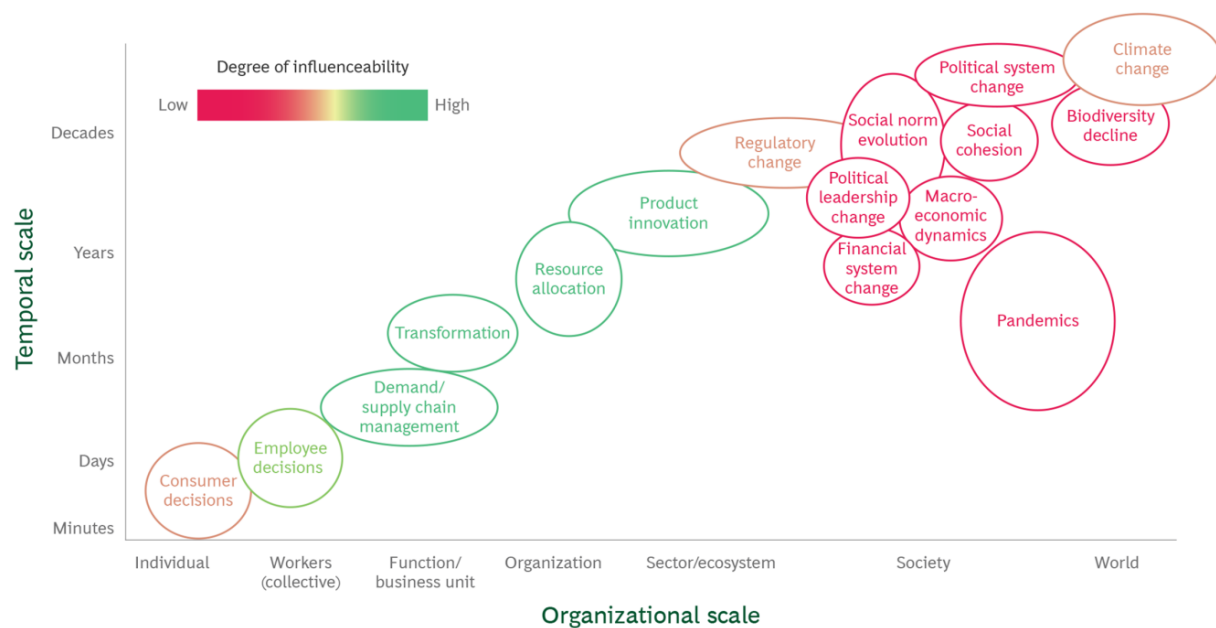 Degree of influenceability
Low
High
Temporal scale
Decades
Years
Months
Days
Minutes
Climate
change
Political system
change
Biodiversity
decline
Social norm
evolution
Social
cohesion
Regulatory
change
Political
leadership
change
Macro-
economic
dynamics
Product
innovation
Financial
system
change
Resource
allocation
Pandemics
Transformation
Demand/
supply chain
management
Employee
decisions
Consumer
decisions
Individual
Workers
(collective)
Function/
business unit
Organization
Sector/ecosystem
Society
World
Organizational scale